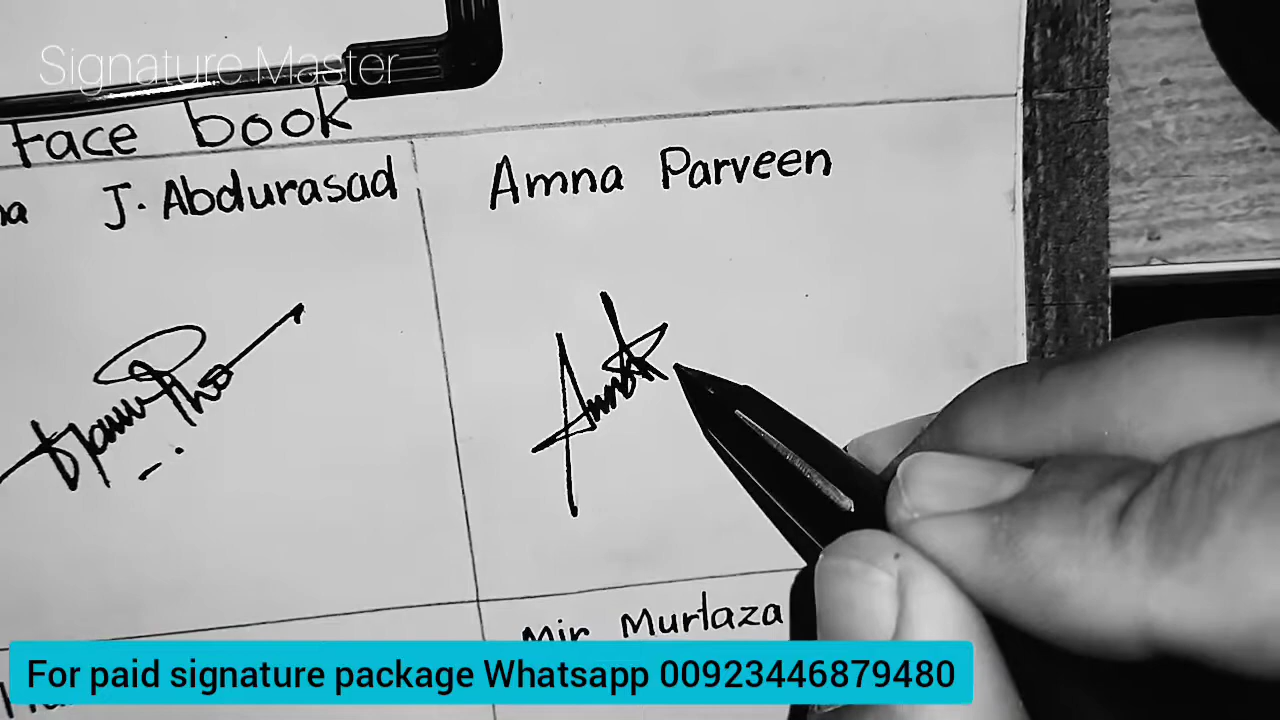 Signature Master
Face book
J. Abdurasad
Amna Parveen
Mir Murtaza
For paid signature package Whatsapp 00923446879480